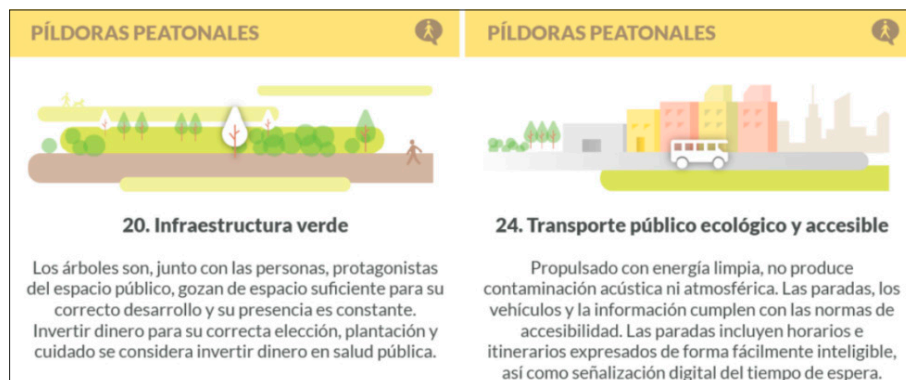 PÍLDORAS PEATONALES
20. Infraestructura verde
Los árboles son, junto con las personas, protagonistas
del espacio público, gozan de espacio suficiente para su
correcto desarrollo y su presencia es constante.
Invertir dinero para su correcta elección, plantación y
cuidado se considera invertir dinero en salud pública.
PÍLDORAS PEATONALES
24. Transporte público ecológico y accesible
Propulsado con energía limpia, no produce
contaminación acústica ni atmosférica. Las paradas, los
vehículos y la información cumplen con las normas de
accesibilidad. Las paradas incluyen horarios e
itinerarios expresados de forma fácilmente inteligible,
así como señalización digital del tiempo de espera.